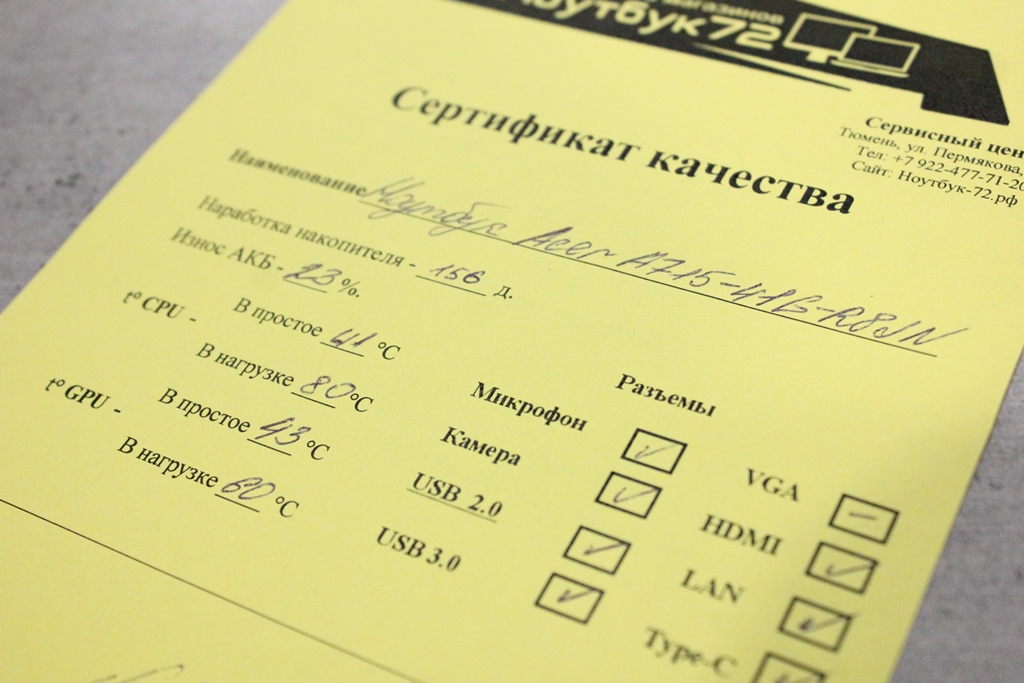 магазинов
Ноутбук72
Сервисный цен
Тюмень, ул. Пермякова,
Тел: +7 922-477-71-20
Сайт: Ноутбук-72.рф
Сертификат качества
Наименование Ноутбук Acer A715-41G-R8JN
Наработка накопителя - 156 д.
Износ АКБ - 23 %.
t° CPU - В простое 41 °C
В нагрузке 80 °C
t° GPU - В простое 43 °C
В нагрузке 60 °C
Разъемы
Микрофон ✓
Камера ✓
USB 2.0 ✓
USB 3.0 ✓
VGA –
HDMI ✓
LAN ✓
Type-C ✓